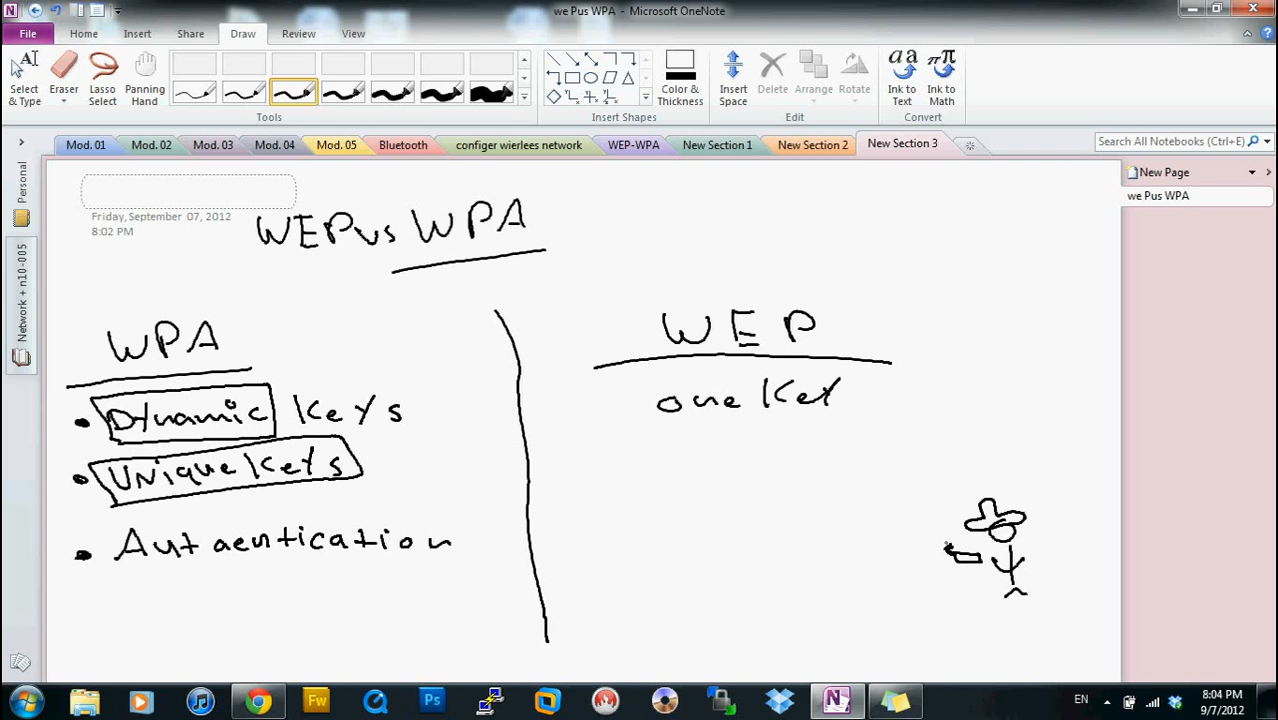 we Pus WPA - Microsoft OneNote
File Home Insert Share Draw Review View
Select & Type
Eraser
Lasso Select
Panning Hand
Color & Thickness
Insert Space
Delete
Arrange
Rotate
Ink to Text
Ink to Math
Tools
Insert Shapes
Edit
Convert
Mod. 01 Mod. 02 Mod. 03 Mod. 04 Mod. 05 Bluetooth configer wierlees network WEP-WPA New Section 1 New Section 2 New Section 3
Search All Notebooks (Ctrl+E)
New Page
we Pus WPA
Personal
Network + n10-005
Friday, September 07, 2012
8:02 PM
WEPus WPA
WPA
• Dynamic keys
• Unique keys
• Autaentication
WEP
one Key
EN
8:04 PM
9/7/2012
Fw
Ps